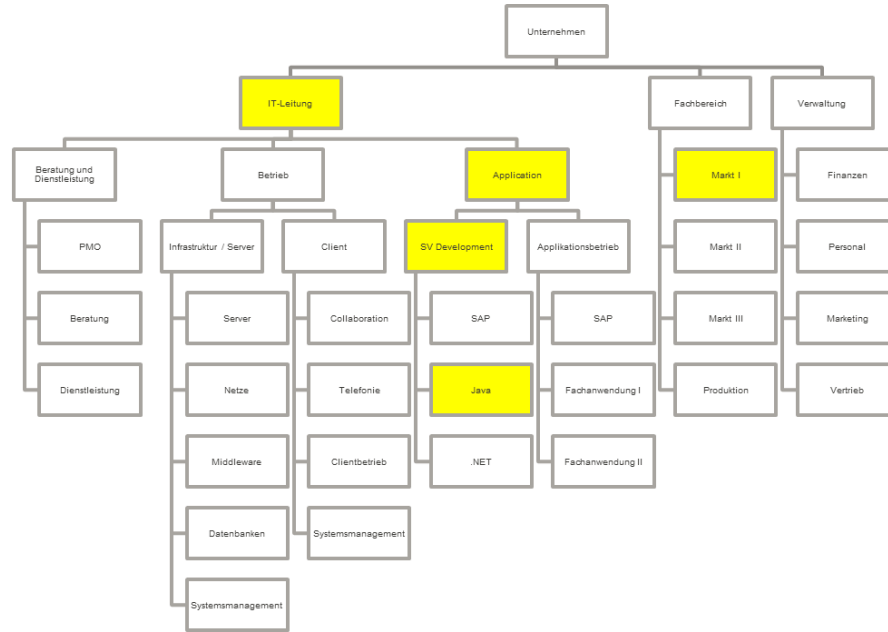 Unternehmen
IT-Leitung
Fachbereich
Verwaltung
Beratung und
Dienstleistung
Betrieb
Application
Markt I
Finanzen
PMO
Infrastruktur / Server
Client
SV Development
Applikationsbetrieb
Markt II
Personal
Beratung
Server
Collaboration
SAP
SAP
Markt III
Marketing
Dienstleistung
Netze
Telefonie
Java
Fachanwendung I
Produktion
Vertrieb
Middleware
Clientbetrieb
.NET
Fachanwendung II
Datenbanken
Systemsmanagement
Systemsmanagement